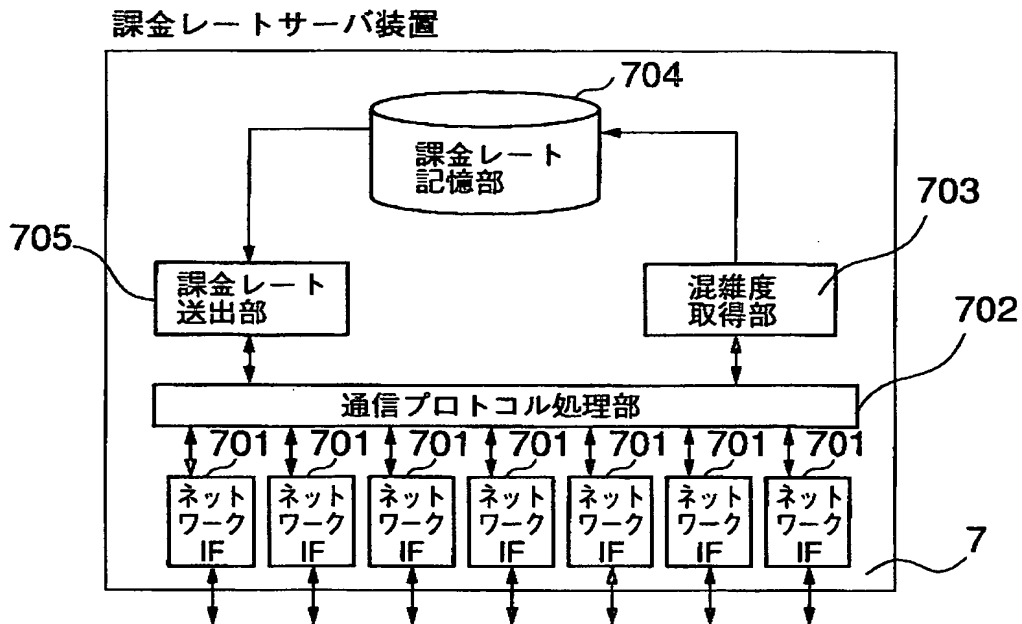 課金レートサーバ装置
704
課金レート
記憶部
703
705
課金レート
送出部
混雑度
取得部
702
通信プロトコル処理部
701 701 701 701 701 701 701
ネット
ワーク
IF
ネット
ワーク
IF
ネット
ワーク
IF
ネット
ワーク
IF
ネット
ワーク
IF
ネット
ワーク
IF
ネット
ワーク
IF
7